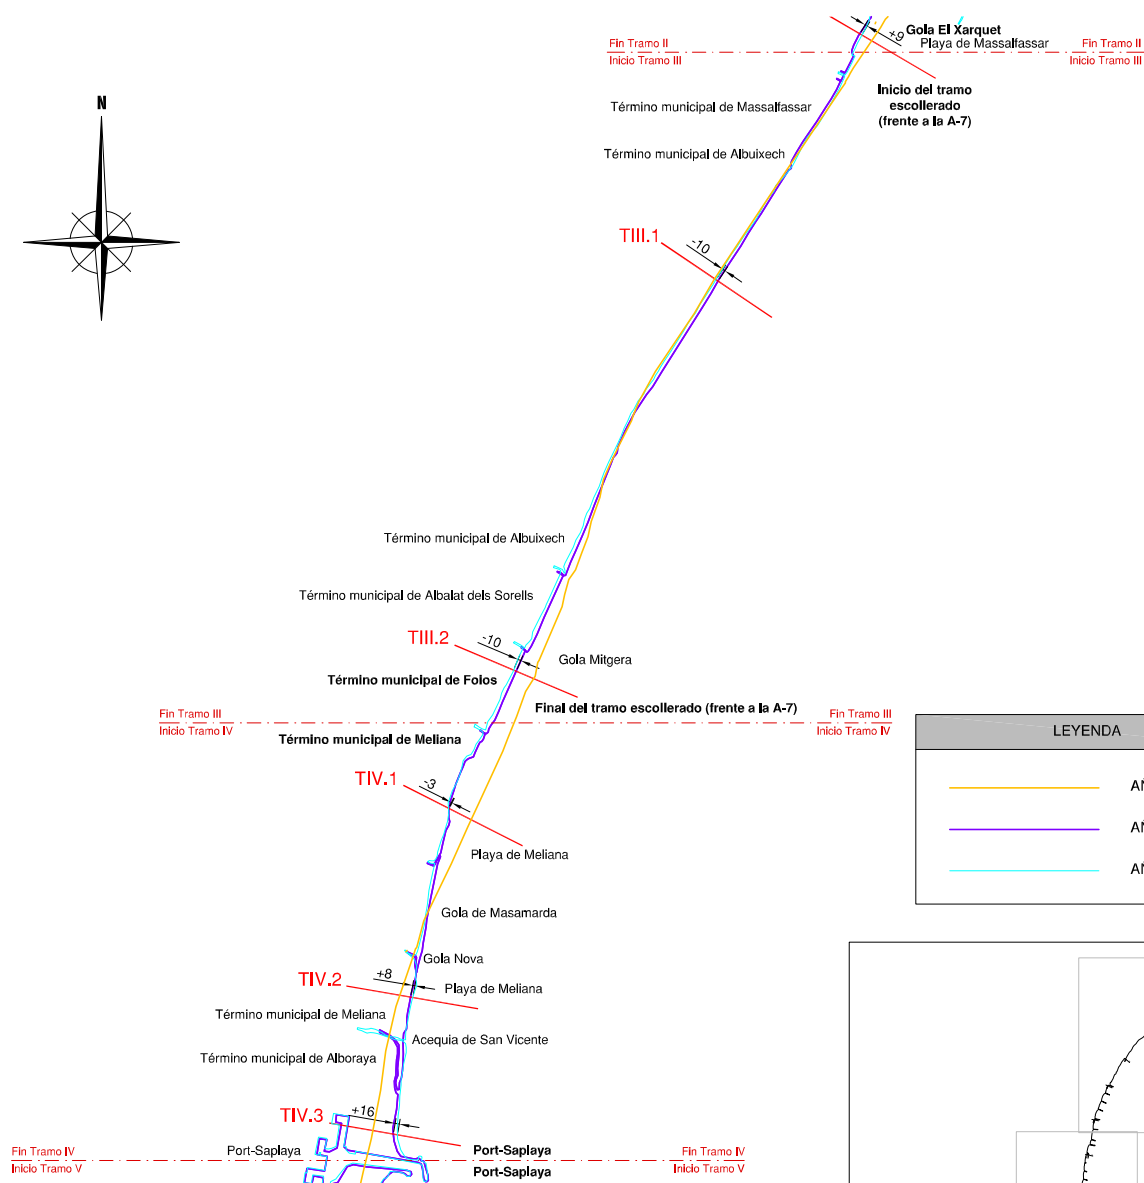 Fin Tramo II
Inicio Tramo III
+9
Gola El Xarquet
Playa de Massalfassar
Fin Tramo II
Inicio Tramo III
Inicio del tramo
escollerado
(frente a la A-7)
N
Término municipal de Massalfassar
Término municipal de Albuixech
TIII.1
-10
Término municipal de Albuixech
Término municipal de Albalat dels Sorells
TIII.2
-10
Gola Mitgera
Término municipal de Foios
Final del tramo escollerado (frente a la A-7)
Fin Tramo III
Inicio Tramo IV
Fin Tramo III
Inicio Tramo IV
Término municipal de Meliana
LEYENDA
TIV.1
-3
Playa de Meliana
Gola de Masamarda
Gola Nova
TIV.2
+8
Playa de Meliana
Término municipal de Meliana
Acequia de San Vicente
Término municipal de Alboraya
TIV.3
+16
Port-Saplaya
Port-Saplaya
Port-Saplaya
Fin Tramo IV
Inicio Tramo V
Fin Tramo IV
Inicio Tramo V